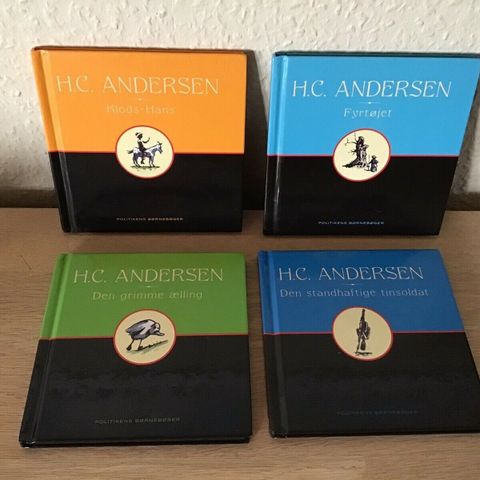 H.C. ANDERSEN
Klods-Hans
POLITIKENS BØRNEBØGER
H.C. ANDERSEN
Fyrtøjet
POLITIKENS BØRNEBØGER
H.C. ANDERSEN
Den grimme ælling
POLITIKENS BØRNEBØGER
H.C. ANDERSEN
Den standhaftige tinsoldat
POLITIKENS BØRNEBØGER